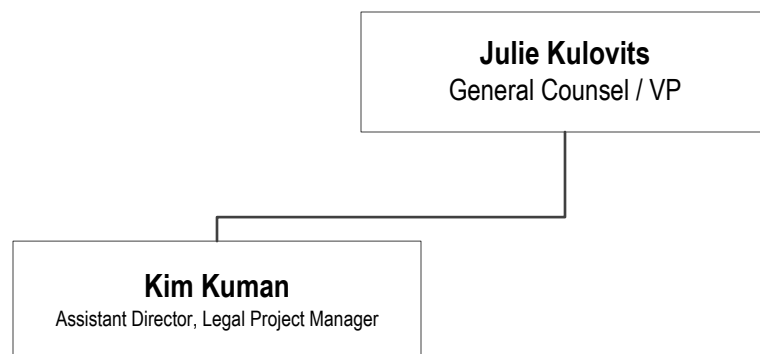 Julie Kulovits
General Counsel / VP
Kim Kuman
Assistant Director, Legal Project Manager